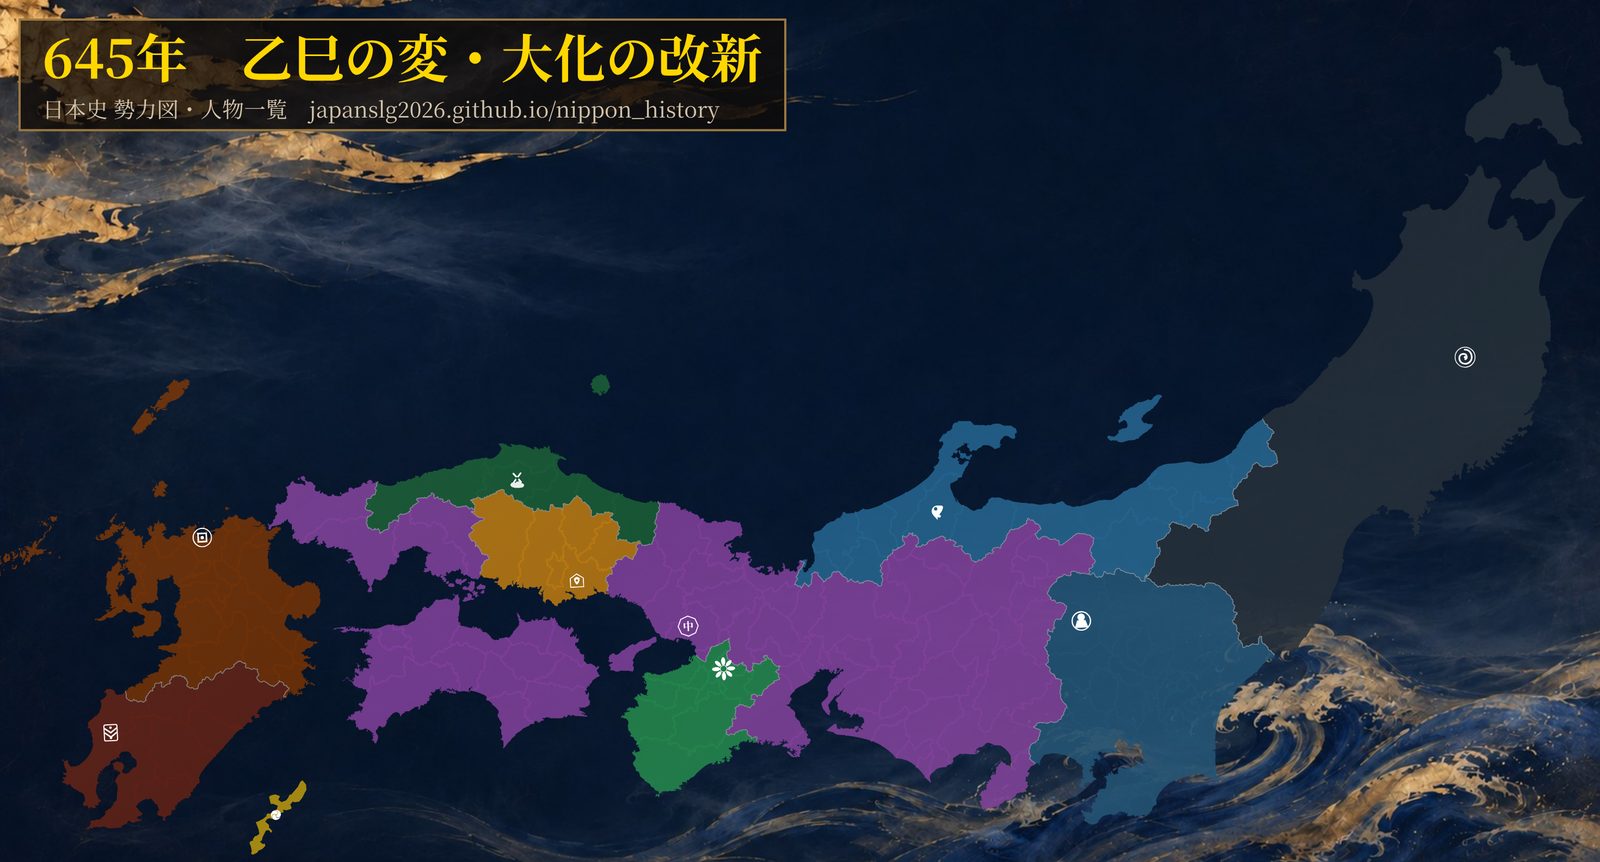 645年　乙巳の変・大化の改新
日本史 勢力図・人物一覧　japanslg2026.github.io/nippon_history
中